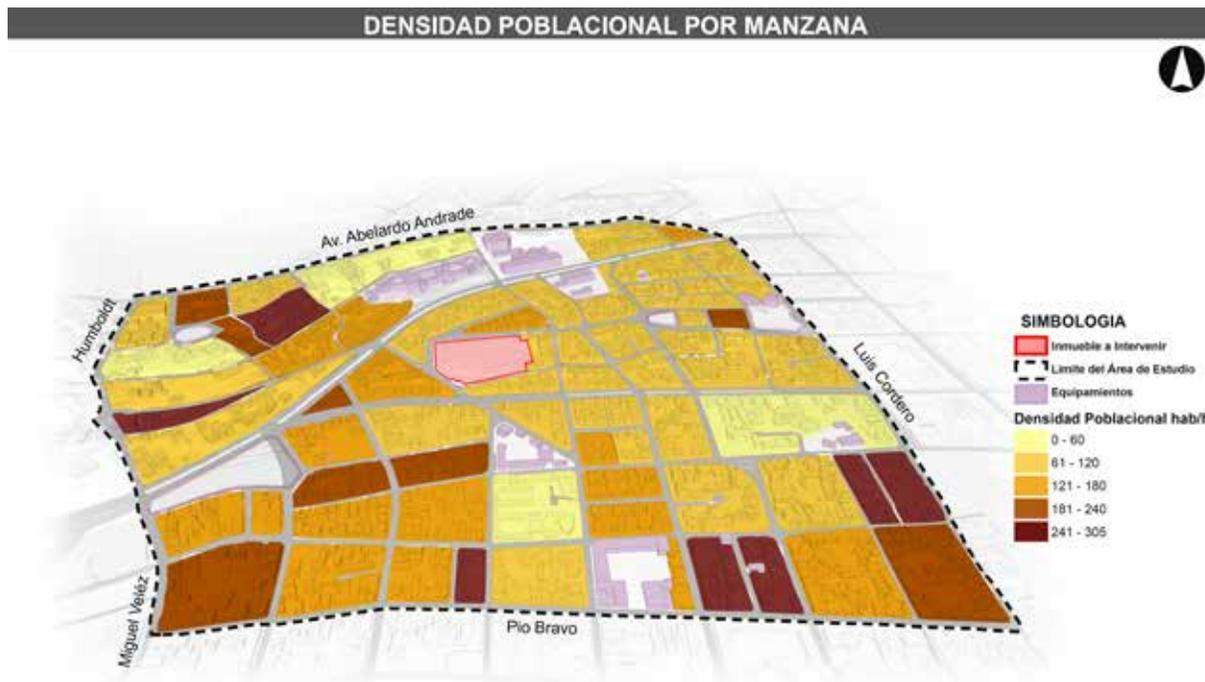 DENSIDAD POBLACIONAL POR MANZANA
Av. Abelardo Andrade
Humboldt
Luis Cordero
Miguel Veléz
Pio Bravo
SIMBOLOGIA
Inmueble a Intervenir
Limite del Área de Estudio
Equipamientos
Densidad Poblacional hab/h
0 - 60
61 - 120
121 - 180
181 - 240
241 - 305